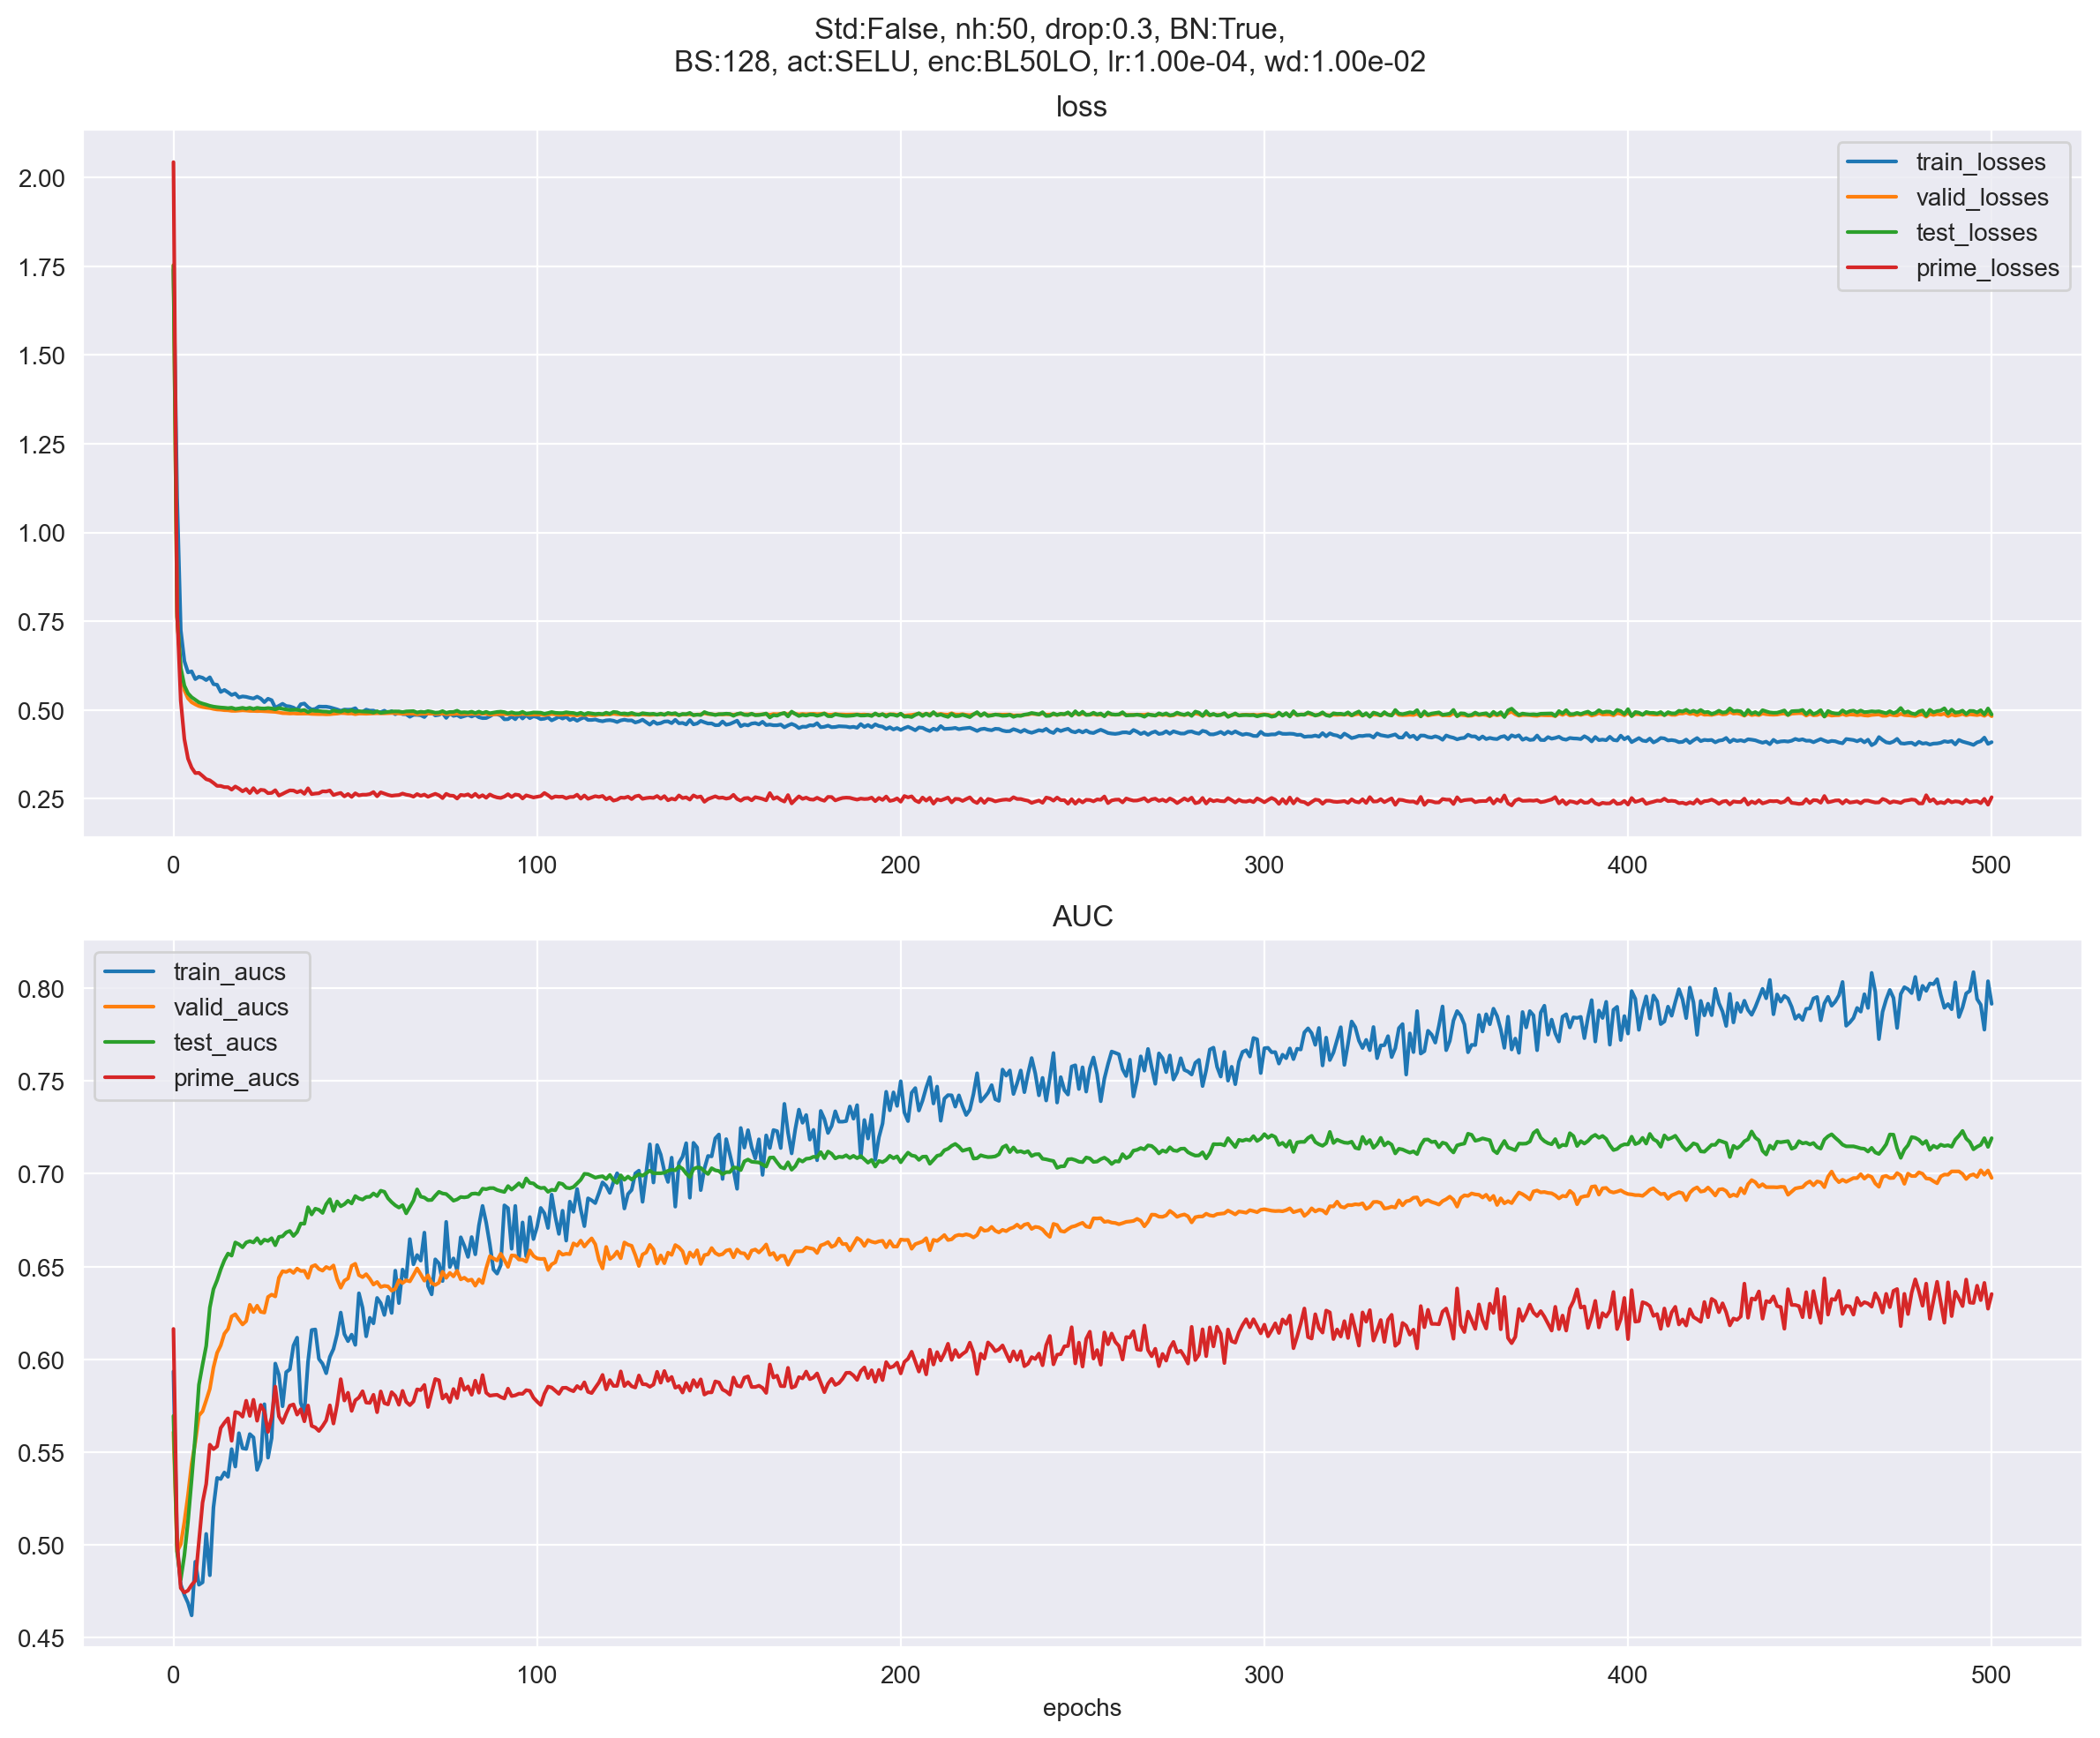 Std:False, nh:50, drop:0.3, BN:True,
BS:128, act:SELU, enc:BL50LO, lr:1.00e-04, wd:1.00e-02
loss
2.00
1.75
1.50
1.25
1.00
0.75
0.50
0.25
train_losses
valid_losses
test_losses
prime_losses
0 100 200 300 400 500
AUC
train_aucs
valid_aucs
test_aucs
prime_aucs
0.80
0.75
0.70
0.65
0.60
0.55
0.50
0.45
0 100 200 300 400 500
epochs